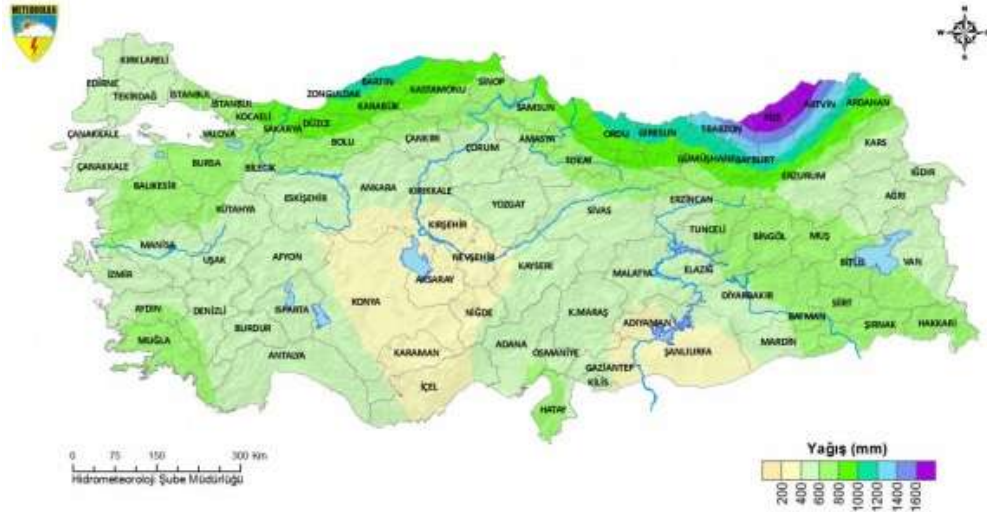 METEOROLOJİ
N
W
S
KIRKLARELİ
EDİRNE
TEKİRDAĞ
İSTANBUL
İSTANBUL
KOCAELİ
YALOVA
SAKARYA
DÜZCE
ZONGULDAK
BARTIN
KARABÜK
KASTAMONU
SİNOP
SAMSUN
ORDU
GİRESUN
TRABZON
RİZE
ARTVİN
ARDAHAN
ÇANAKKALE
ÇANAKKALE
BURSA
BİLECİK
BOLU
ÇANKIRI
ÇORUM
AMASYA
TOKAT
GÜMÜŞHANE
BAYBURT
ERZURUM
KARS
IĞDIR
AĞRI
BALIKESİR
KÜTAHYA
ESKİŞEHİR
ANKARA
KIRIKKALE
YOZGAT
SİVAS
ERZİNCAN
KIRŞEHİR
TUNCELİ
BİNGÖL
MUŞ
MANİSA
UŞAK
AFYON
NEVŞEHİR
AKSARAY
KAYSERİ
MALATYA
ELAZIĞ
BİTLİS
VAN
İZMİR
KONYA
NİĞDE
DİYARBAKIR
SİİRT
AYDIN
DENİZLİ
ISPARTA
K.MARAŞ
ADIYAMAN
BATMAN
ŞIRNAK
HAKKARİ
MUĞLA
BURDUR
ANTALYA
KARAMAN
ADANA
OSMANİYE
GAZİANTEP
ŞANLIURFA
MARDİN
İÇEL
KİLİS
HATAY
0 75 150 300 Km
Hidrometeoroloji Şube Müdürlüğü
Yağış (mm)
200 400 600 800 1000 1200 1400 1600